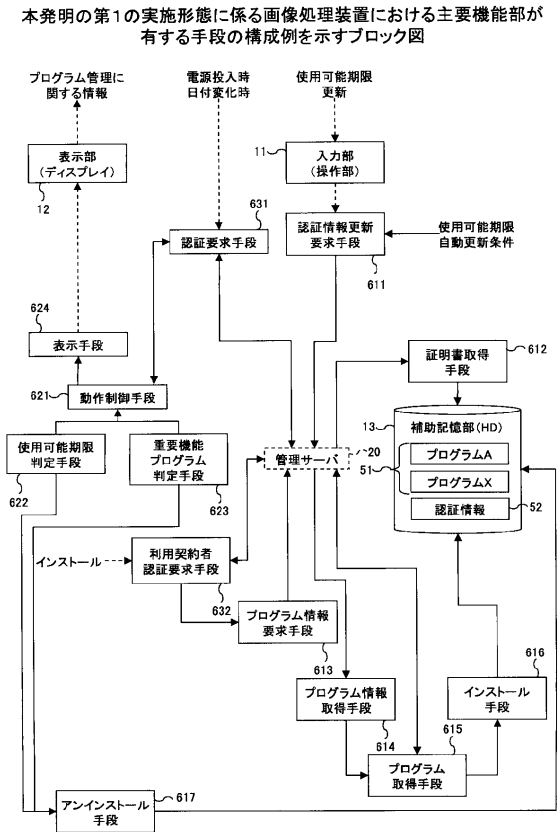 本発明の第1の実施形態に係る画像処理装置における主要機能部が
有する手段の構成例を示すブロック図
プログラム管理に
関する情報
電源投入時
日付変化時
使用可能期限
更新
表示部
(ディスプレイ)
12
11
入力部
(操作部)
631
認証要求手段
認証情報更新
要求手段
611
使用可能期限
自動更新条件
624
表示手段
612
証明書取得
手段
621
動作制御手段
使用可能期限
判定手段
622
重要機能
プログラム
判定手段
623
管理サーバ
20
13
補助記憶部(HD)
51
プログラムA
プログラムX
認証情報
52
インストール
利用契約者
認証要求手段
632
プログラム情報
要求手段
613
プログラム情報
取得手段
614
616
インストール
手段
615
プログラム
取得手段
617
アンインストール
手段